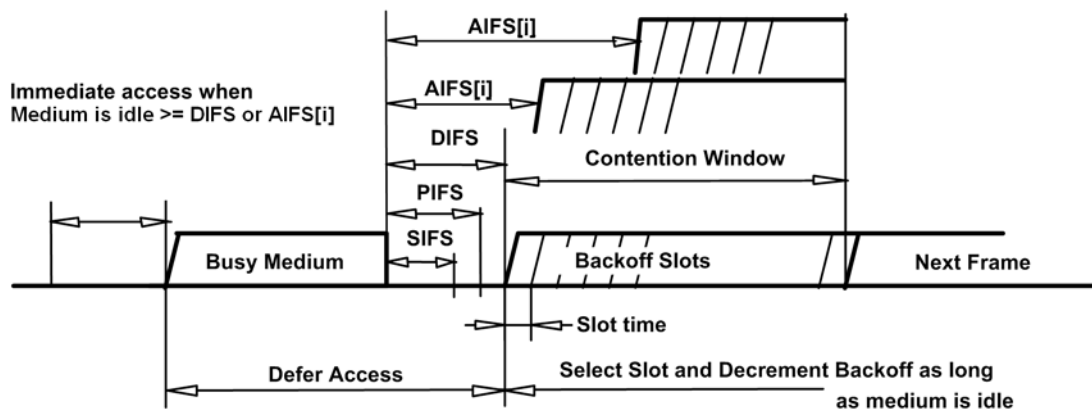 AIFS[i]
Immediate access when
Medium is idle >= DIFS or AIFS[i]
AIFS[i]
DIFS
Contention Window
PIFS
SIFS
Busy Medium
Backoff Slots
Next Frame
Slot time
Defer Access
Select Slot and Decrement Backoff as long
as medium is idle